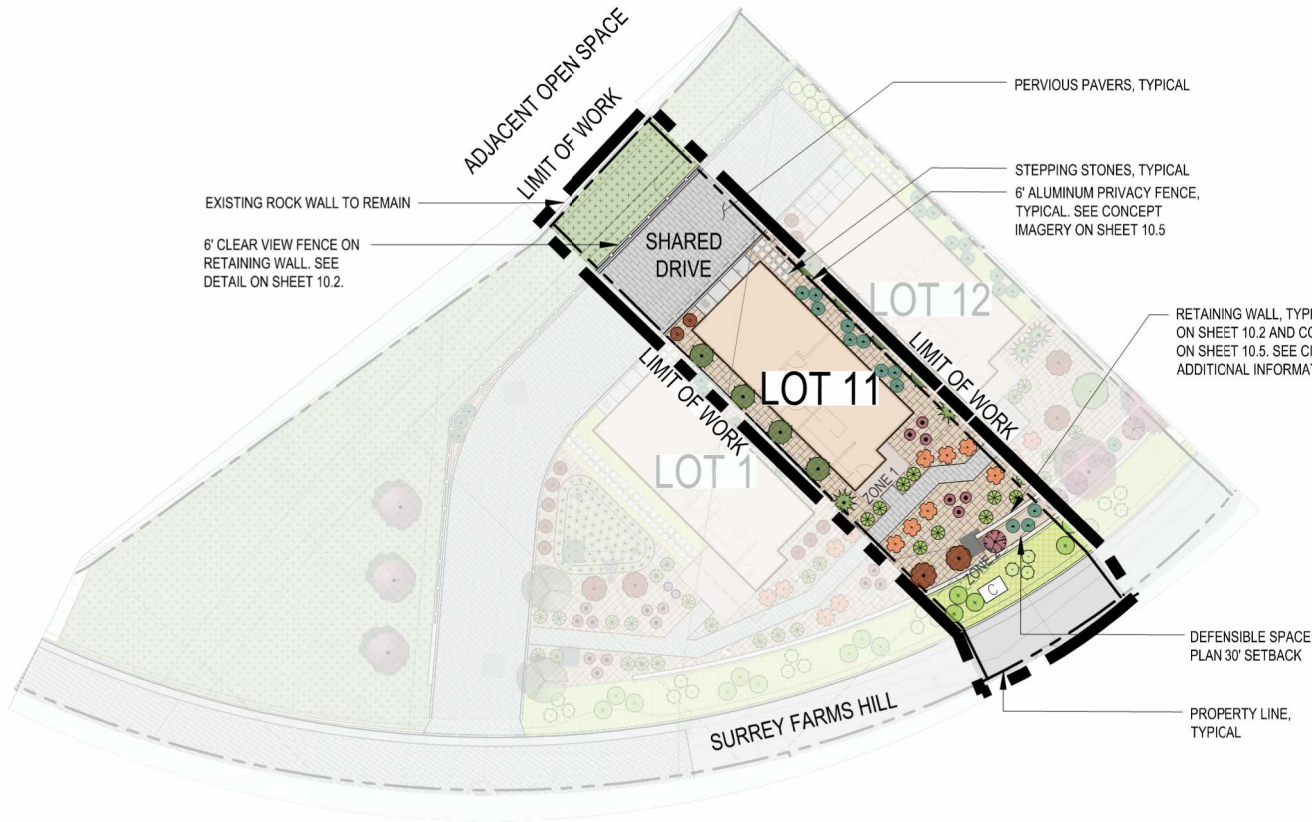 ADJACENT OPEN SPACE
LIMIT OF WORK
PERVIOUS PAVERS, TYPICAL
STEPPING STONES, TYPICAL
6' ALUMINUM PRIVACY FENCE,
TYPICAL. SEE CONCEPT
IMAGERY ON SHEET 10.5
EXISTING ROCK WALL TO REMAIN
6' CLEAR VIEW FENCE ON
RETAINING WALL. SEE
DETAIL ON SHEET 10.2.
SHARED
DRIVE
LOT 12
RETAINING WALL,
ON SHEET 10.2 AND
ON SHEET 10.5. SEE
LIMIT OF WORK
LIMIT OF WORK
LOT 11
LOT 1
ZONE 1
ZONE
C
DEFENSIBLE SPACE
PLAN 30' SETBACK
PROPERTY LINE,
TYPICAL
SURREY FARMS HILL